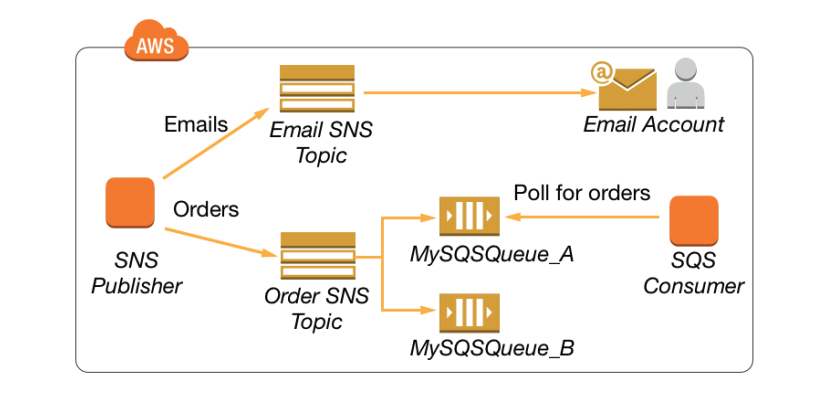 AWS
Emails
Email SNS
Topic
@
Email Account
Orders
SNS
Publisher
Order SNS
Topic
Poll for orders
MySQSQueue_A
SQS
Consumer
MySQSQueue_B